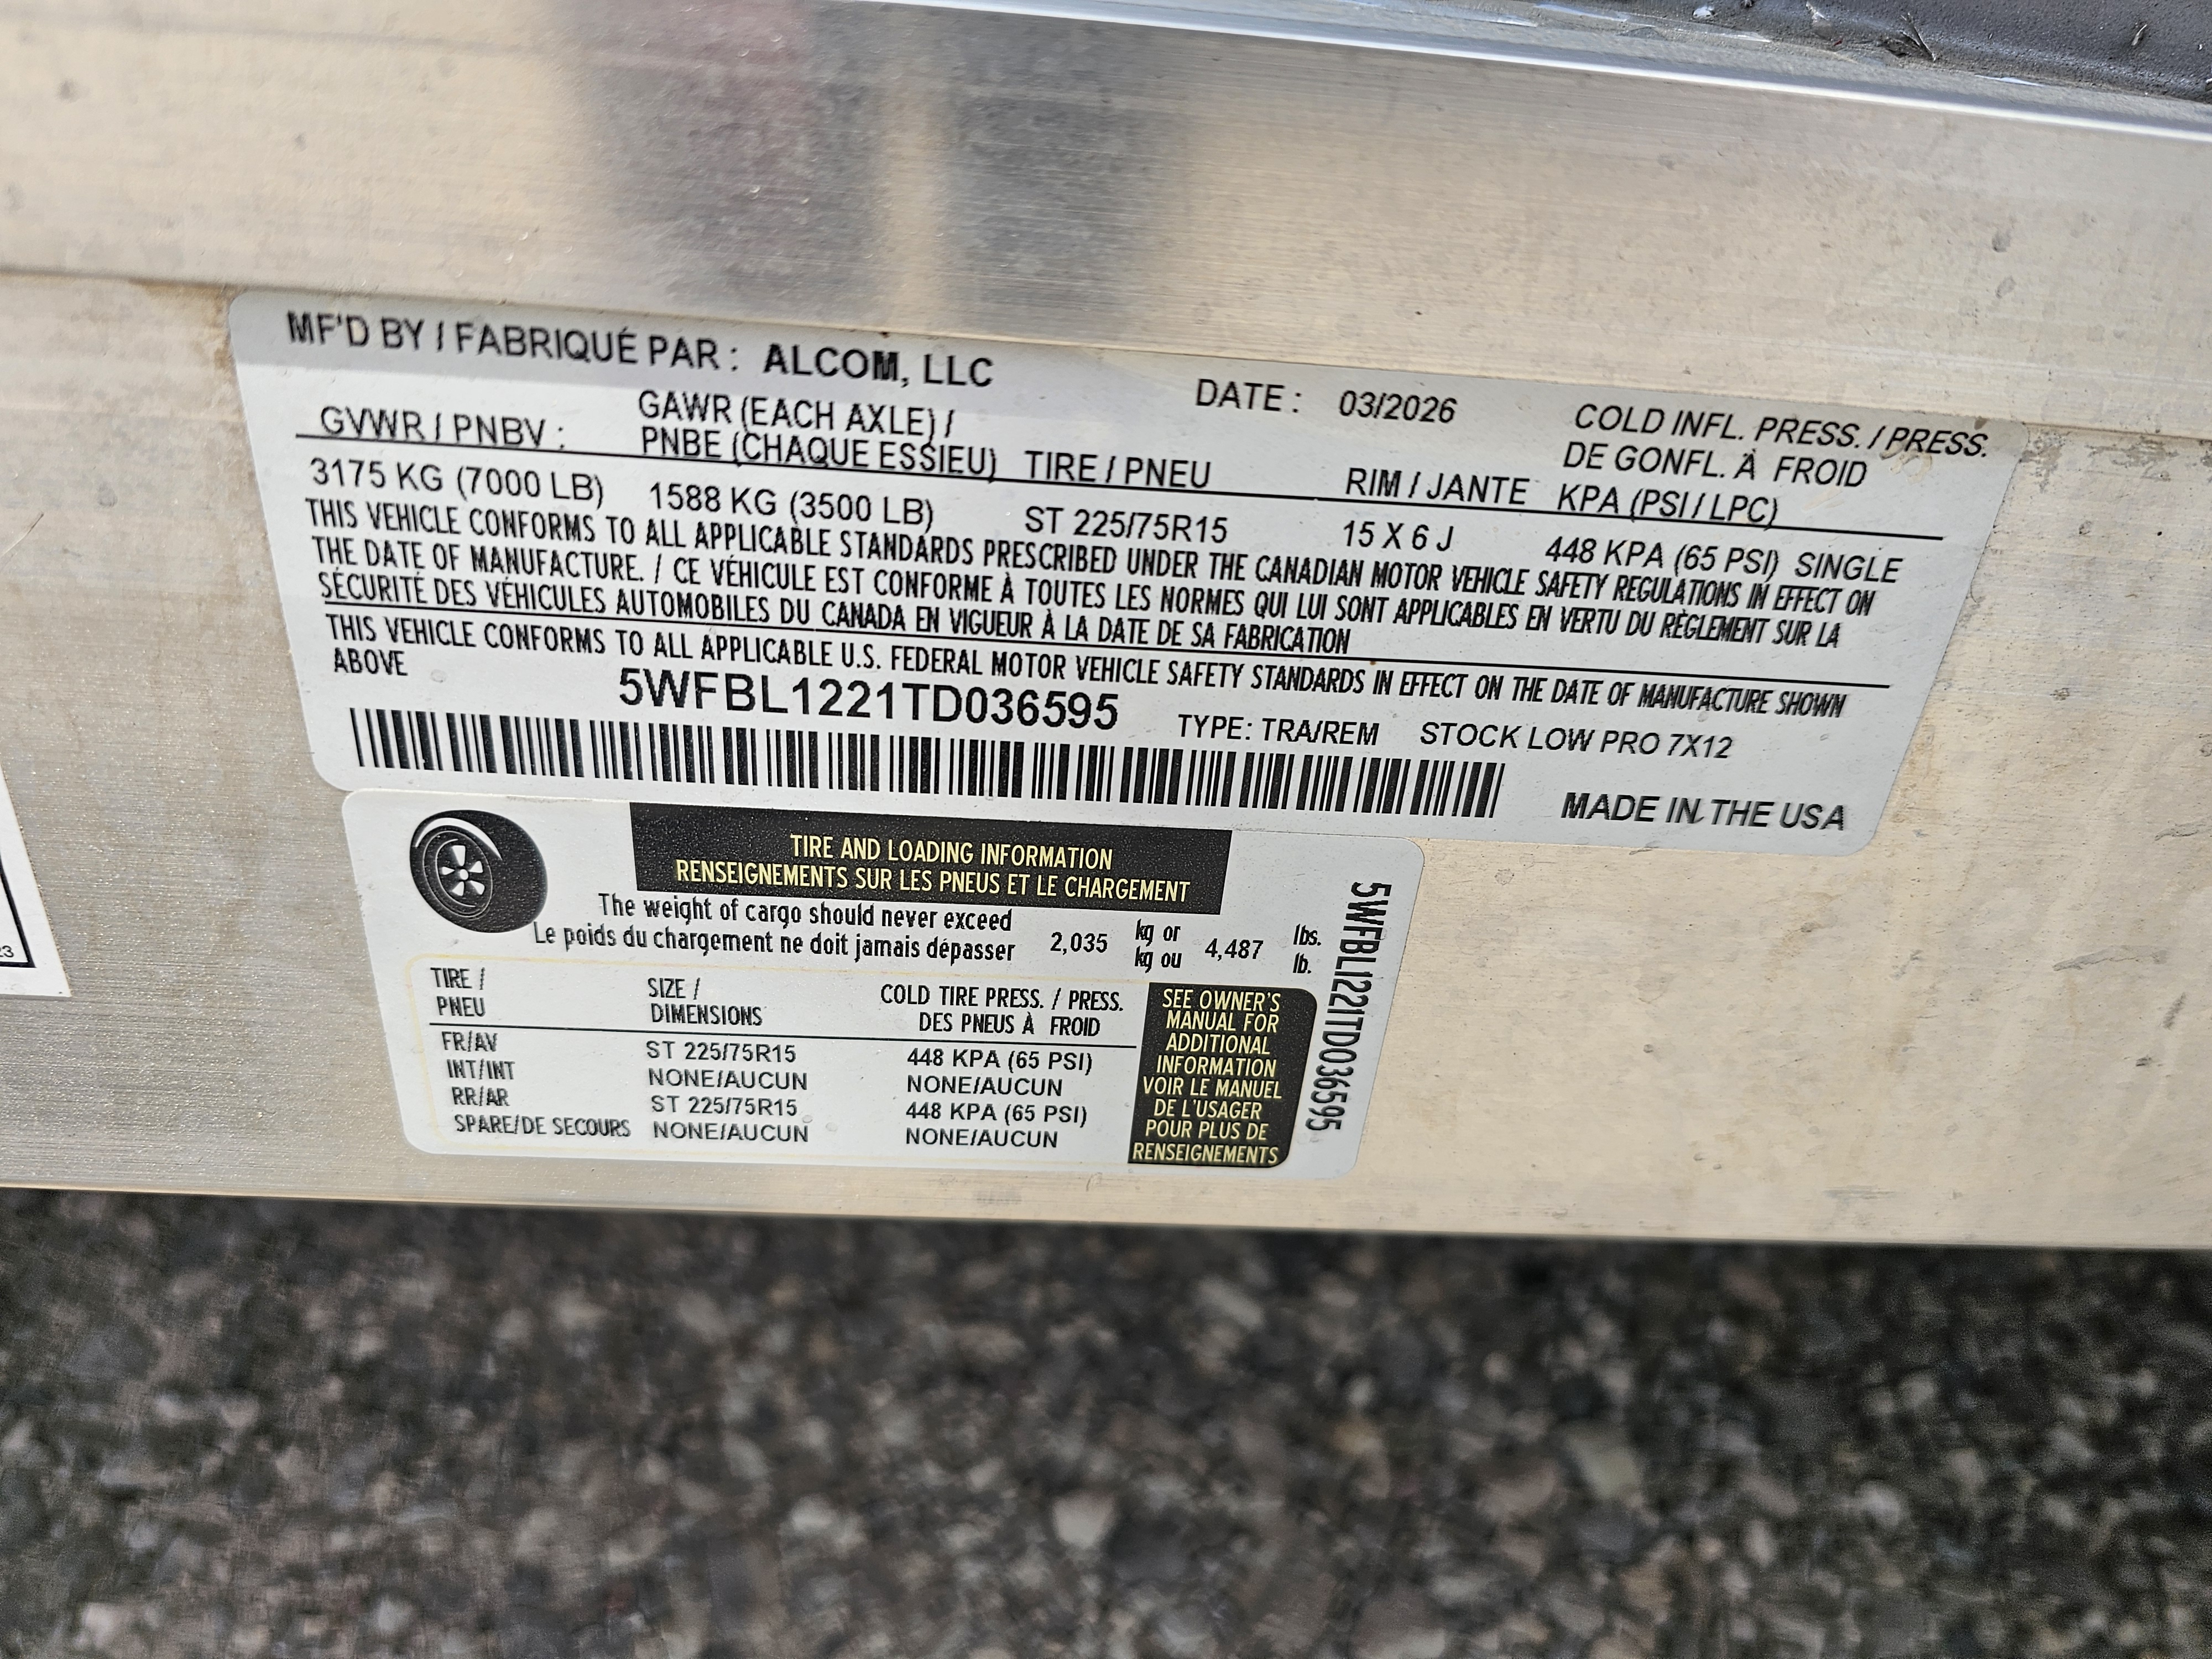 MF'D BY / FABRIQUÉ PAR : ALCOM, LLC
DATE : 03/2026
GVWR / PNBV :
GAWR (EACH AXLE) /
PNBE (CHAQUE ESSIEU)
TIRE / PNEU
RIM / JANTE
COLD INFL. PRESS. / PRESS.
DE GONFL. À FROID
KPA (PSI / LPC)
3175 KG (7000 LB) 1588 KG (3500 LB) ST 225/75R15 15 X 6 J 448 KPA (65 PSI) SINGLE
THIS VEHICLE CONFORMS TO ALL APPLICABLE STANDARDS PRESCRIBED UNDER THE CANADIAN MOTOR VEHICLE SAFETY REGULATIONS IN EFFECT ON
THE DATE OF MANUFACTURE. / CE VÉHICULE EST CONFORME À TOUTES LES NORMES QUI LUI SONT APPLICABLES EN VERTU DU RÈGLEMENT SUR LA
SÉCURITÉ DES VÉHICULES AUTOMOBILES DU CANADA EN VIGUEUR À LA DATE DE SA FABRICATION
THIS VEHICLE CONFORMS TO ALL APPLICABLE U.S. FEDERAL MOTOR VEHICLE SAFETY STANDARDS IN EFFECT ON THE DATE OF MANUFACTURE SHOWN
ABOVE
5WFBL1221TD036595 TYPE: TRA/REM STOCK LOW PRO 7X12
MADE IN THE USA
TIRE AND LOADING INFORMATION
RENSEIGNEMENTS SUR LES PNEUS ET LE CHARGEMENT
The weight of cargo should never exceed
Le poids du chargement ne doit jamais dépasser
2,035
kg or
kg ou
4,487
lbs.
lb.
TIRE /
PNEU
SIZE /
DIMENSIONS
COLD TIRE PRESS. / PRESS.
DES PNEUS À FROID
FR/AV ST 225/75R15 448 KPA (65 PSI)
INT/INT NONE/AUCUN NONE/AUCUN
RR/AR ST 225/75R15 448 KPA (65 PSI)
SPARE/DE SECOURS NONE/AUCUN NONE/AUCUN
SEE OWNER'S
MANUAL FOR
ADDITIONAL
INFORMATION
VOIR LE MANUEL
DE L'USAGER
POUR PLUS DE
RENSEIGNEMENTS
5WFBL1221TD036595